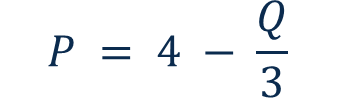 P = 4 − Q/3